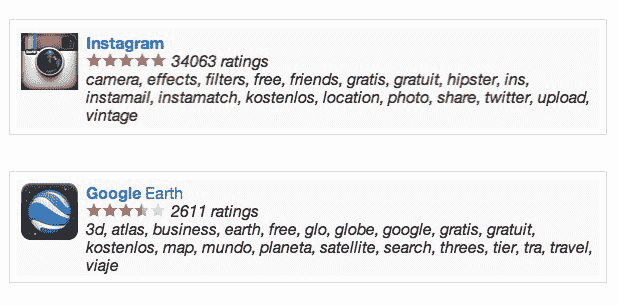 Instagram
34063 ratings
camera, effects, filters, free, friends, gratis, gratuit, hipster, ins,
instamail, instamatch, kostenlos, location, photo, share, twitter, upload,
vintage
Google Earth
2611 ratings
3d, atlas, business, earth, free, glo, globe, google, gratis, gratuit,
kostenlos, map, mundo, planeta, satellite, search, threes, tier, tra, travel,
viaje